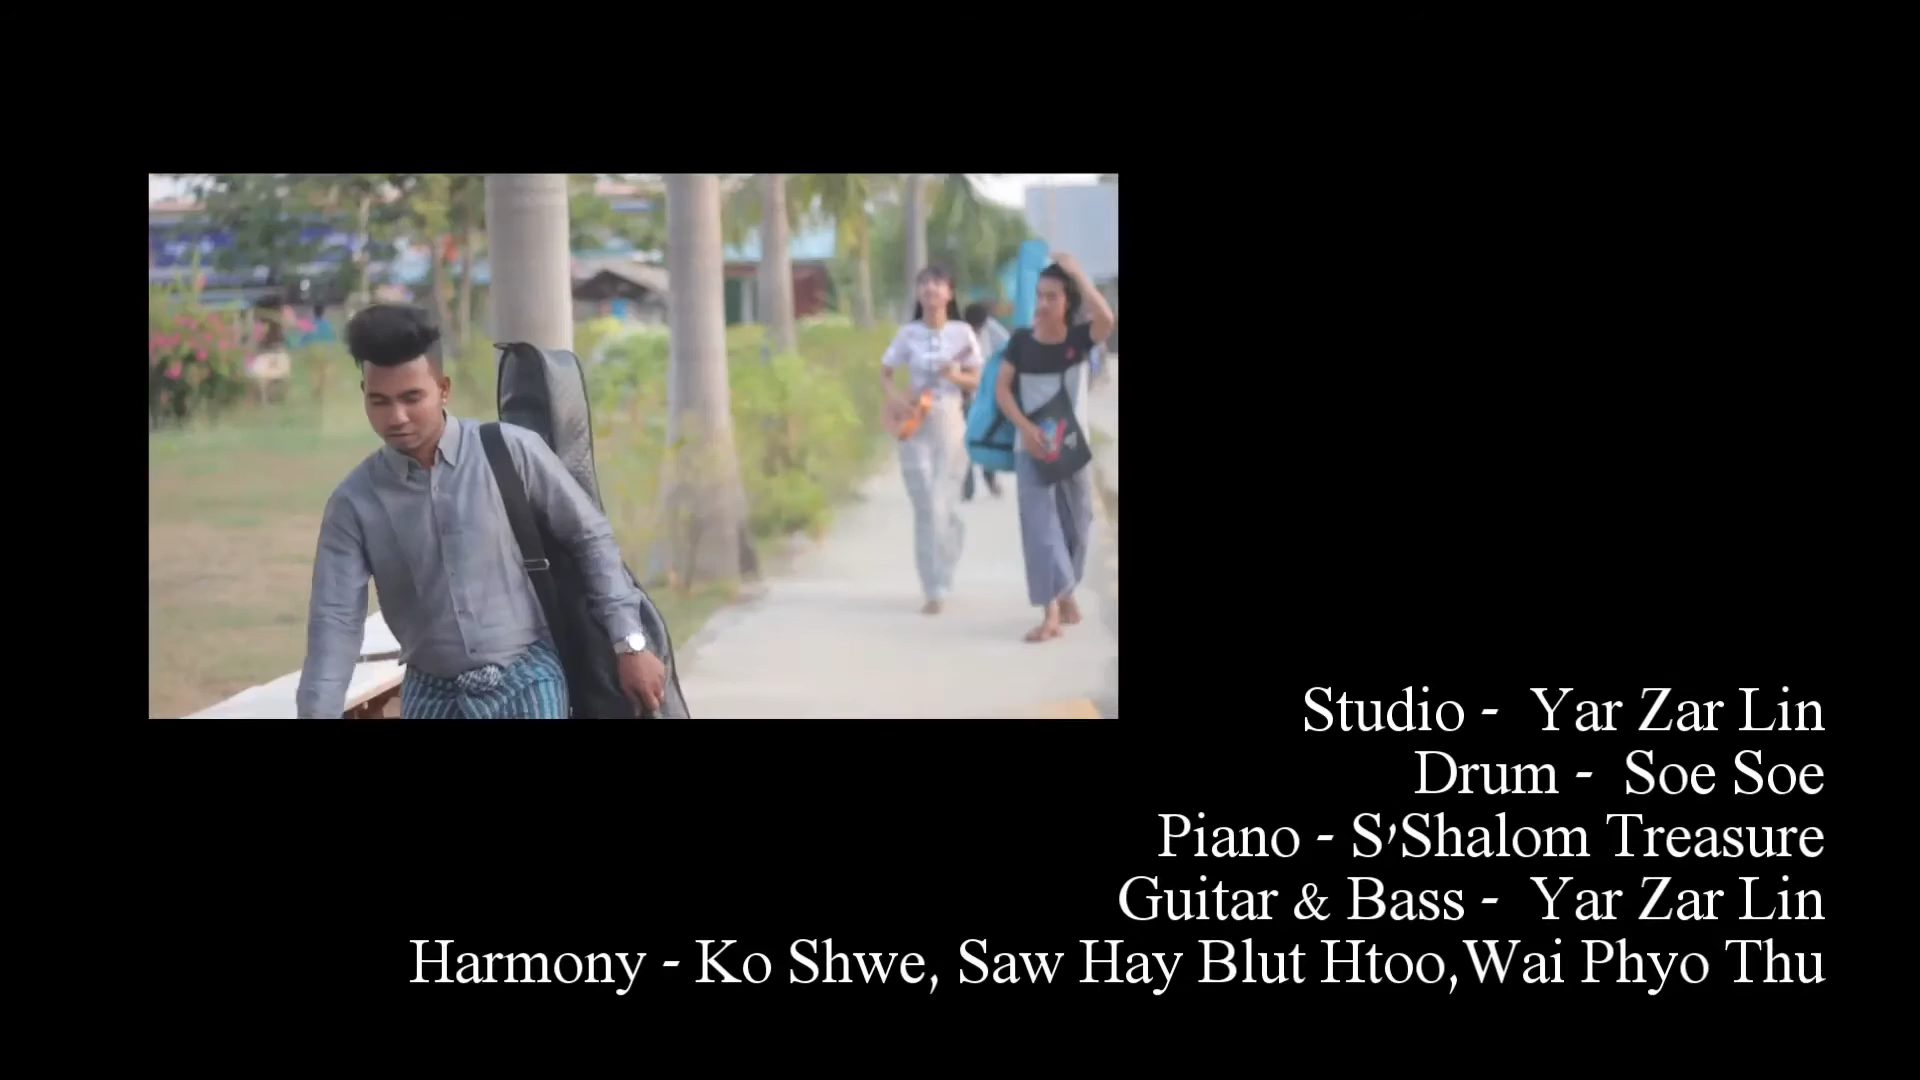 Studio -  Yar Zar Lin
Drum -  Soe Soe
Piano - S'Shalom Treasure
Guitar & Bass -  Yar Zar Lin
Harmony - Ko Shwe, Saw Hay Blut Htoo,Wai Phyo Thu